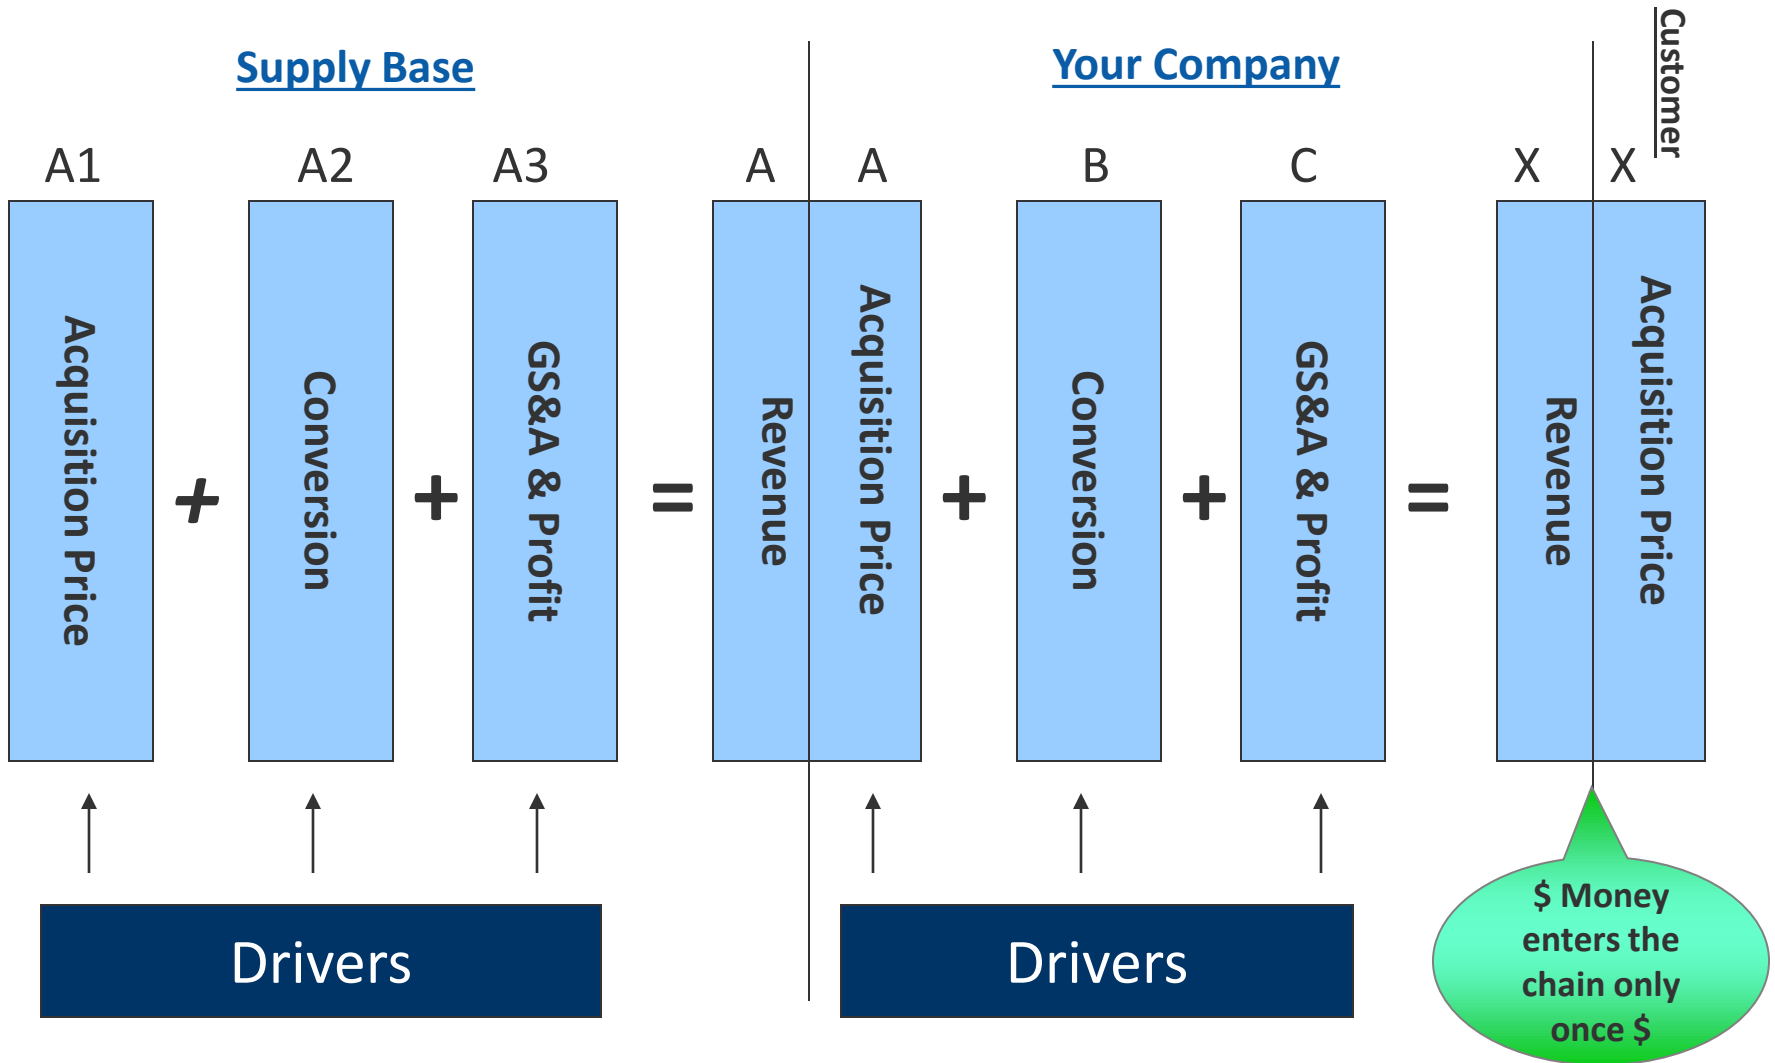 Supply Base
Your Company
Customer
A1
A2
A3
A
A
B
C
X
X
Acquisition Price
+
Conversion
+
GS&A & Profit
=
Revenue
Acquisition Price
+
Conversion
+
GS&A & Profit
=
Revenue
Acquisition Price
Drivers
Drivers
$ Money
enters the
chain only
once $